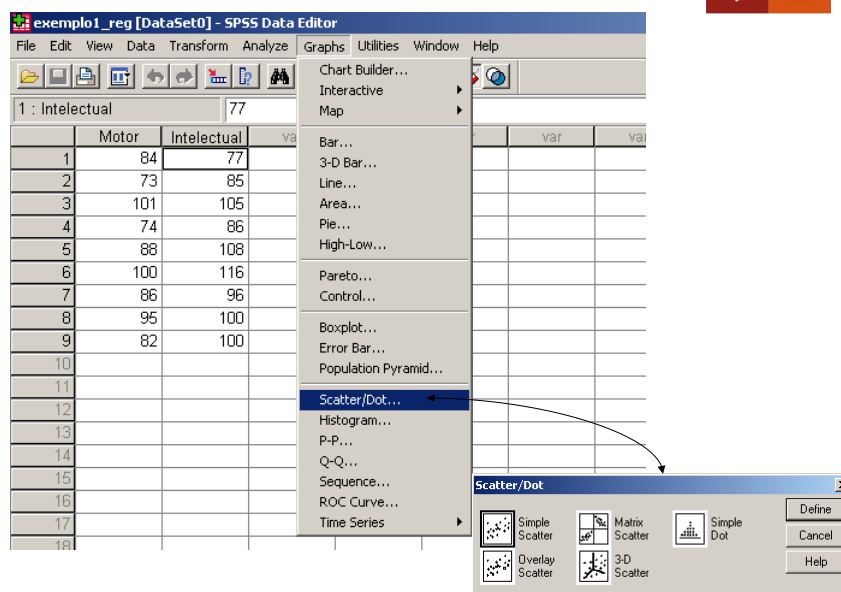 exemplo1_reg [DataSet0] - SPSS Data Editor
File Edit View Data Transform Analyze Graphs Utilities Window Help
1 : Intelectual 77
Motor Intelectual va var va
1 84 77
2 73 85
3 101 105
4 74 86
5 88 108
6 100 116
7 86 96
8 95 100
9 82 100
10
11
12
13
14
15
16
17
18
Chart Builder...
Interactive
Map
Bar...
3-D Bar...
Line...
Area...
Pie...
High-Low...
Pareto...
Control...
Boxplot...
Error Bar...
Population Pyramid...
Scatter/Dot...
Histogram...
P-P...
Q-Q...
Sequence...
ROC Curve...
Time Series
Scatter/Dot
Simple
Scatter
Matrix
Scatter
Simple
Dot
Overlay
Scatter
3-D
Scatter
Define
Cancel
Help